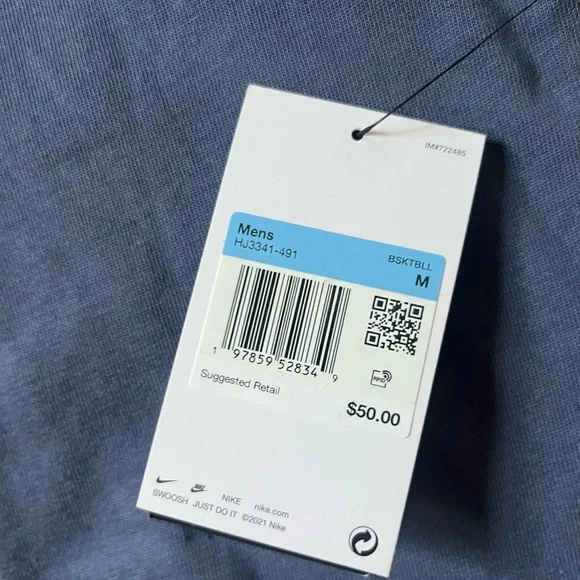 IM#722485
Mens
HJ3341-491
BSKTBLL
M
1 97859 52834 9
RFID
Suggested Retail
$50.00
NIKE nike.com
SWOOSH JUST DO IT ©2021 Nike